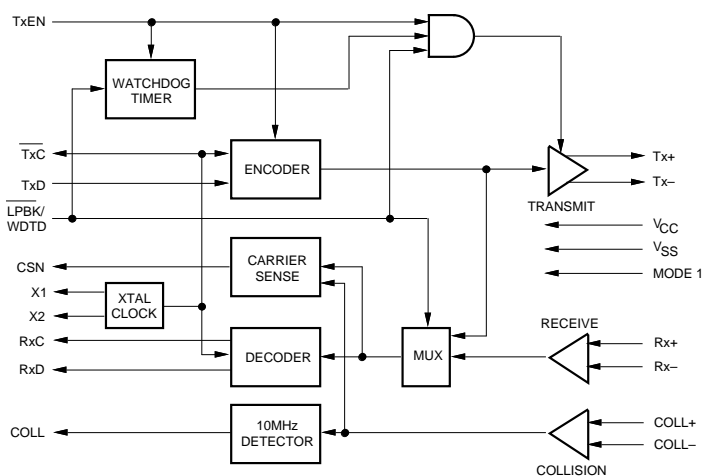 TxEN
WATCHDOG
TIMER
TxC
ENCODER
Tx+
TxD
Tx–
TRANSMIT
LPBK/
WDTD
VCC
VSS
CSN
CARRIER
SENSE
MODE 1
X1
XTAL
CLOCK
X2
RECEIVE
RxC
DECODER
MUX
Rx+
RxD
Rx–
COLL
10MHz
DETECTOR
COLL+
COLL–
COLLISION